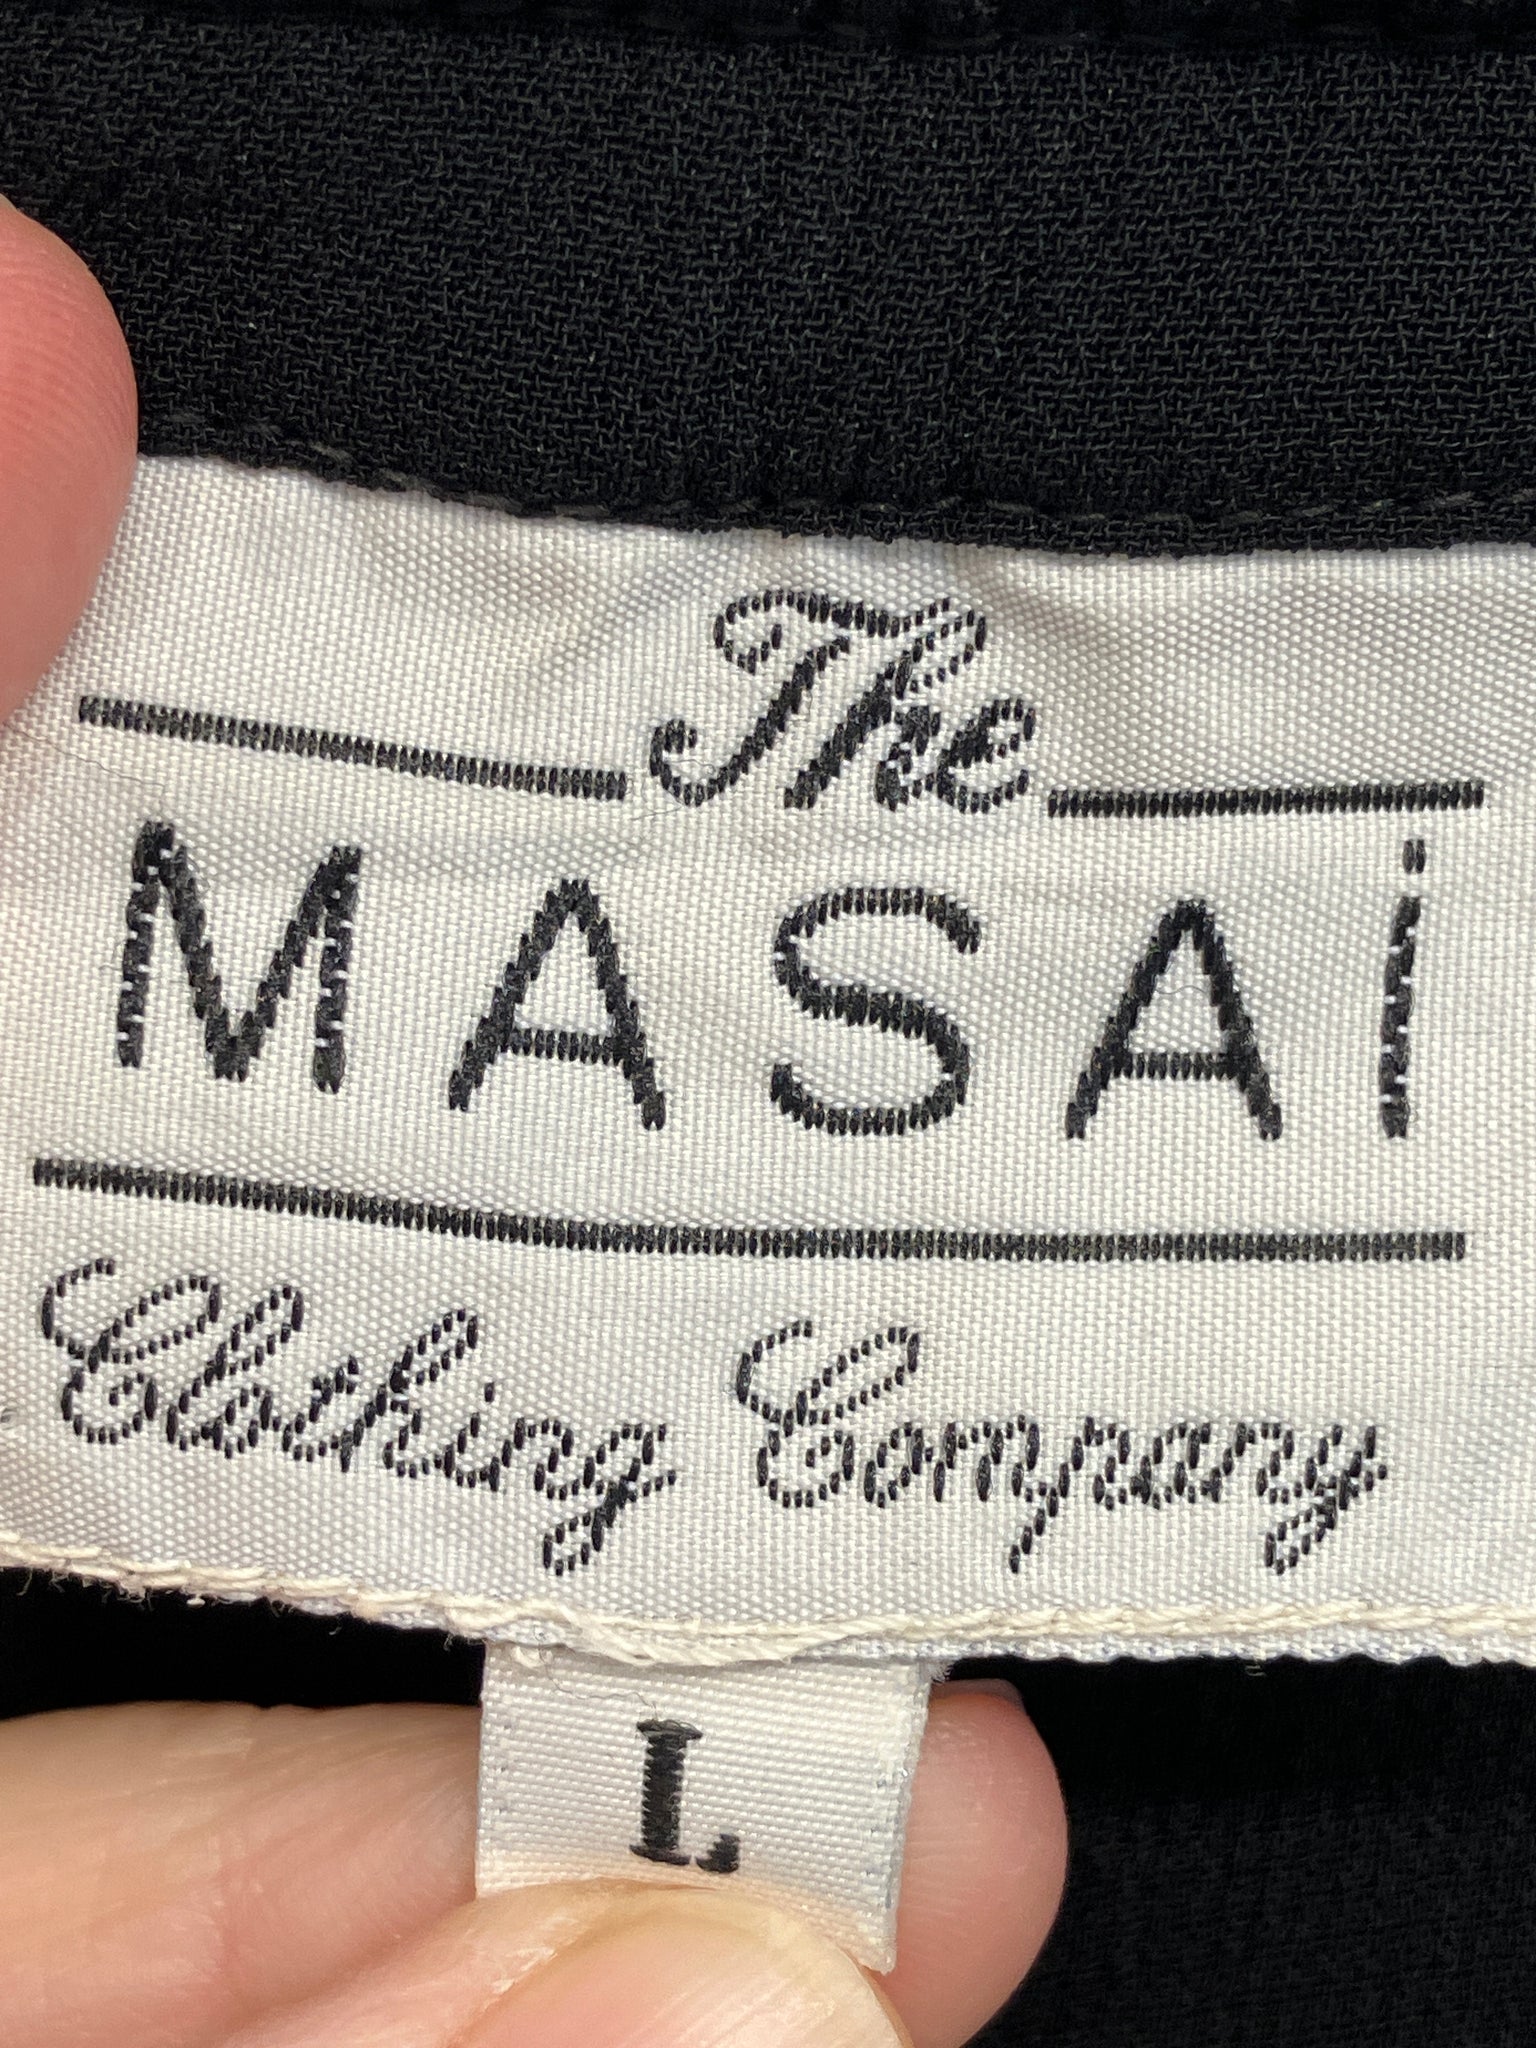 The
MASAi
Clothing Company
L